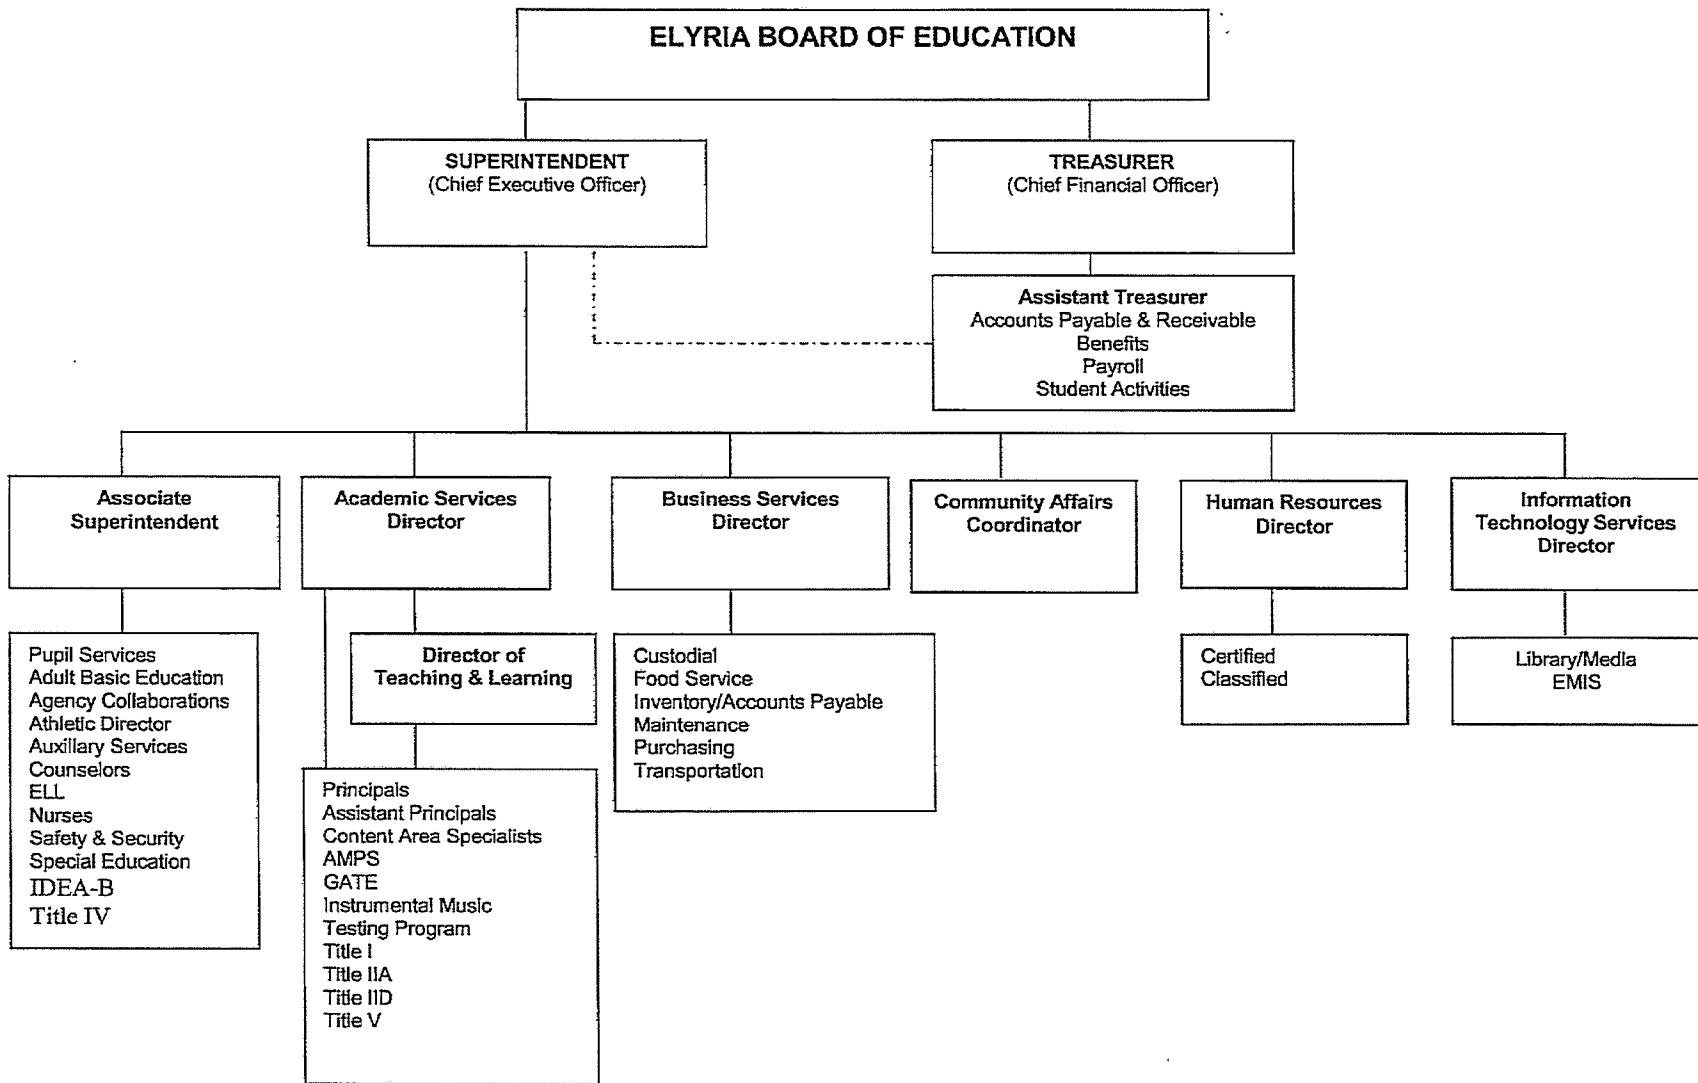 ELYRIA BOARD OF EDUCATION
SUPERINTENDENT
(Chief Executive Officer)
TREASURER
(Chief Financial Officer)
Assistant Treasurer
Accounts Payable & Receivable
Benefits
Payroll
Student Activities
Associate
Superintendent
Academic Services
Director
Business Services
Director
Community Affairs
Coordinator
Human Resources
Director
Information
Technology Services
Director
Pupil Services
Adult Basic Education
Agency Collaborations
Athletic Director
Auxillary Services
Counselors
ELL
Nurses
Safety & Security
Special Education
IDEA-B
Title IV
Director of
Teaching & Learning
Principals
Assistant Principals
Content Area Specialists
AMPS
GATE
Instrumental Music
Testing Program
Title I
Title IIA
Title IID
Title V
Custodial
Food Service
Inventory/Accounts Payable
Maintenance
Purchasing
Transportation
Certified
Classified
Library/Media
EMIS